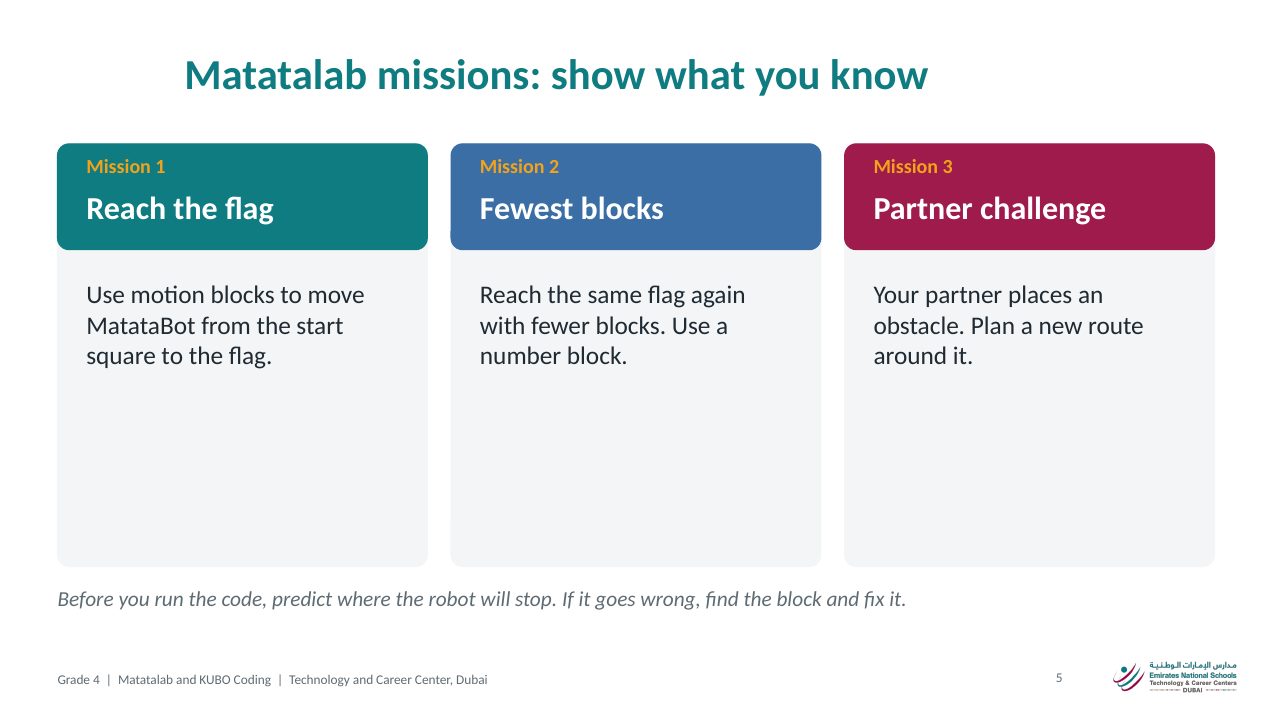 Matatalab missions: show what you know
Mission 1
Reach the flag
Use motion blocks to move
MatataBot from the start
square to the flag.
Mission 2
Fewest blocks
Reach the same flag again
with fewer blocks. Use a
number block.
Mission 3
Partner challenge
Your partner places an
obstacle. Plan a new route
around it.
Before you run the code, predict where the robot will stop. If it goes wrong, find the block and fix it.
Grade 4 | Matatalab and KUBO Coding | Technology and Career Center, Dubai
5
مدارس الإمارات الوطنية
Emirates National Schools
Technology & Career Centers
DUBAI